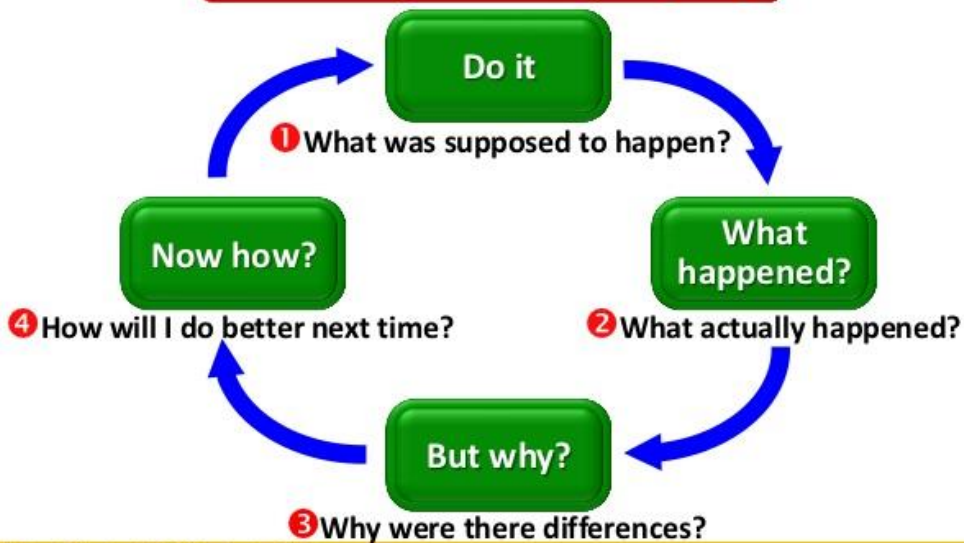 Do it
❶What was supposed to happen?
What
happened?
❷What actually happened?
But why?
❸Why were there differences?
Now how?
❹How will I do better next time?